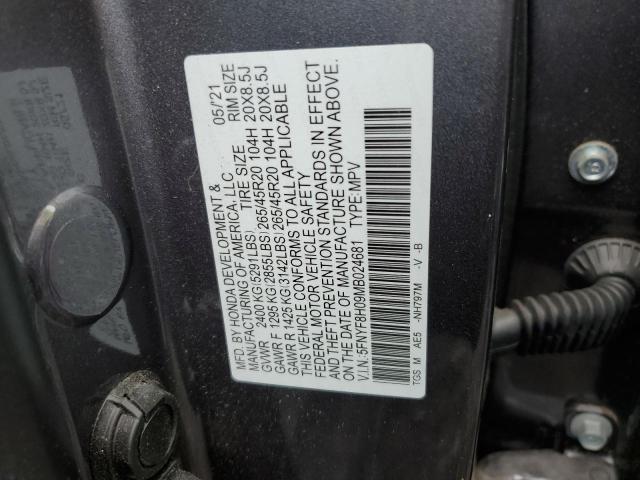 MFD. BY HONDA DEVELOPMENT &
MANUFACTURING OF AMERICA, LLC 05/'21
TIRE SIZE RIM SIZE
GVWR 2400 KG(5291LBS)
GAWR F 1295 KG(2855LBS) 265/45R20 104H 20X8.5J
GAWR R 1425 KG(3142LBS) 265/45R20 104H 20X8.5J
THIS VEHICLE CONFORMS TO ALL APPLICABLE
FEDERAL MOTOR VEHICLE SAFETY
AND THEFT PREVENTION STANDARDS IN EFFECT
ON THE DATE OF MANUFACTURE SHOWN ABOVE.
V.I.N.:5FNYF8H09MB024681 TYPE:MPV
TGS M AE5 -NH797M -V -B